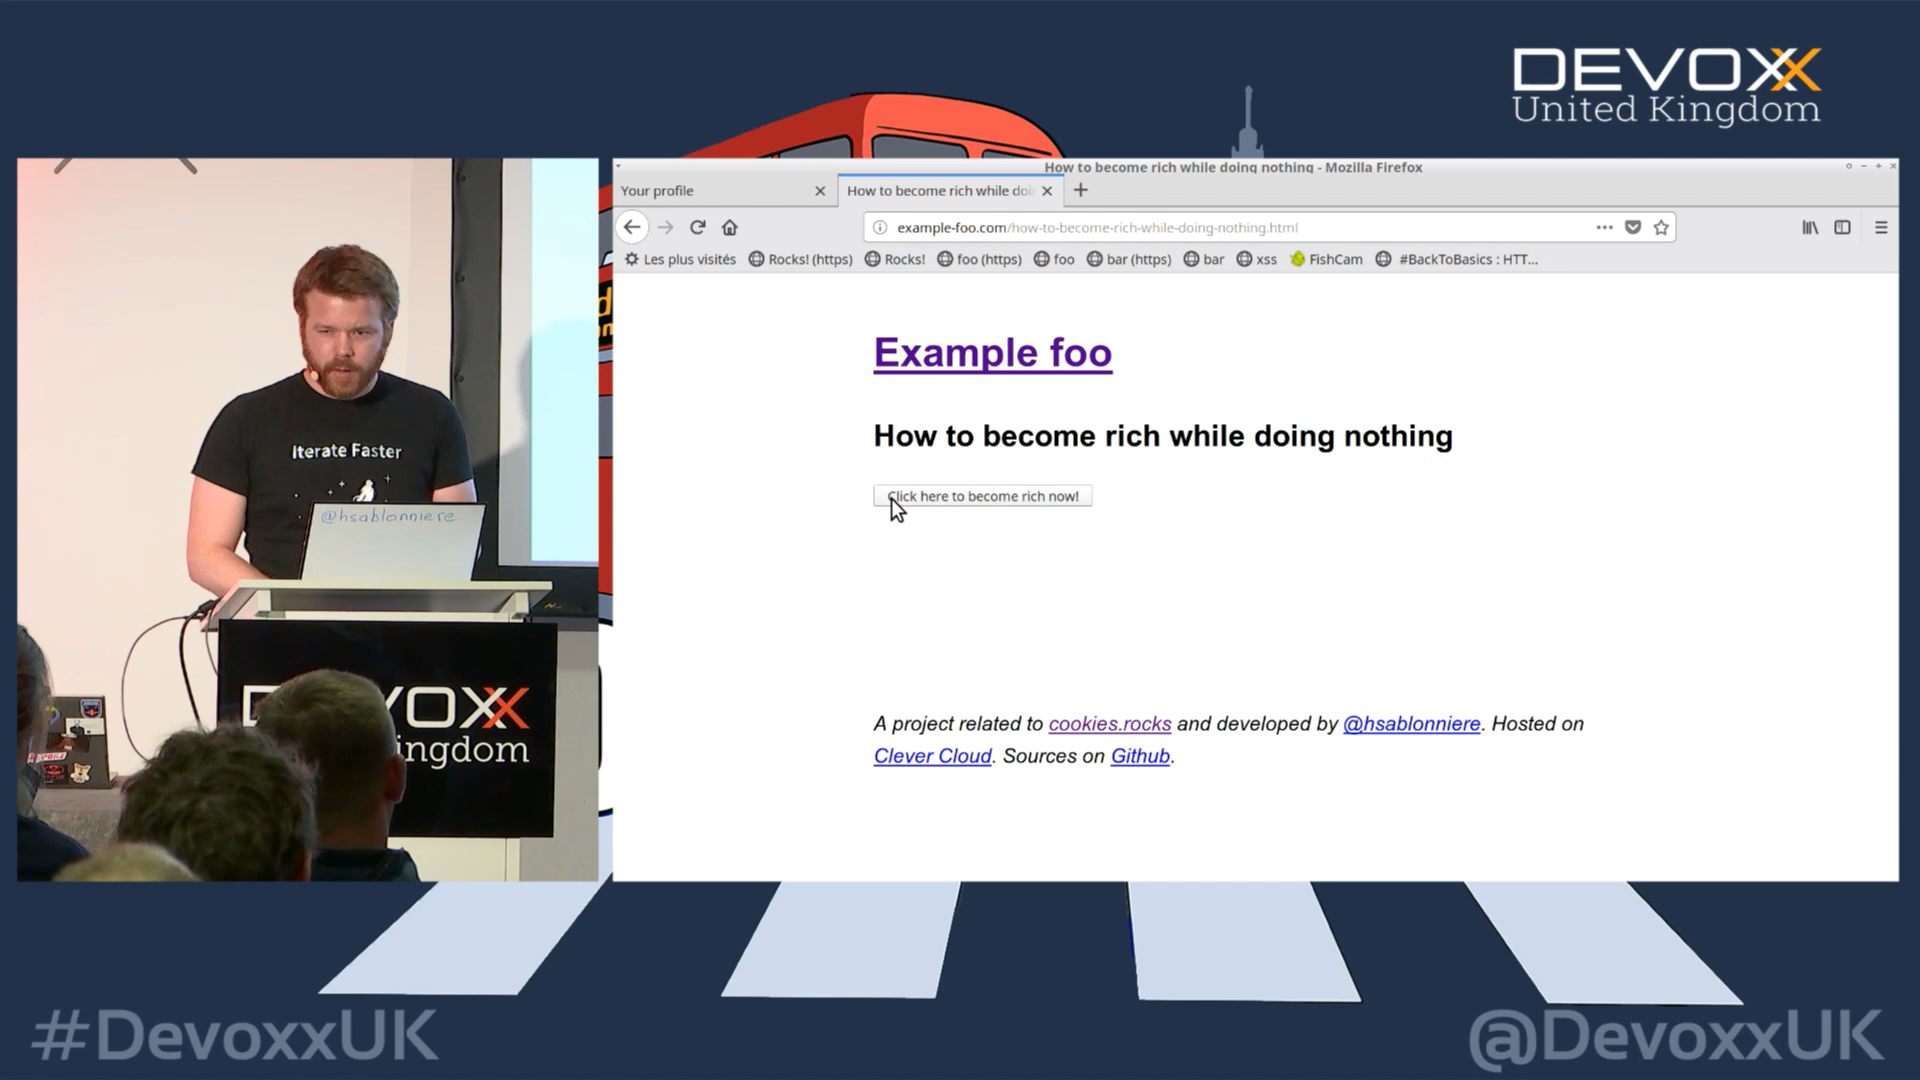 DEVOXX
United Kingdom
How to become rich while doing nothing - Mozilla Firefox
Your profile
How to become rich while doi
example-foo.com/how-to-become-rich-while-doing-nothing.html
Les plus visités Rocks! (https) Rocks! foo (https) foo bar (https) bar xss FishCam #BackToBasics : HTT...
Example foo
How to become rich while doing nothing
Click here to become rich now!
A project related to cookies.rocks and developed by @hsablonniere. Hosted on
Clever Cloud. Sources on Github.
Iterate Faster
@hsablonniere
D VOXX
ingdom
#DevoxxUK
@DevoxxUK